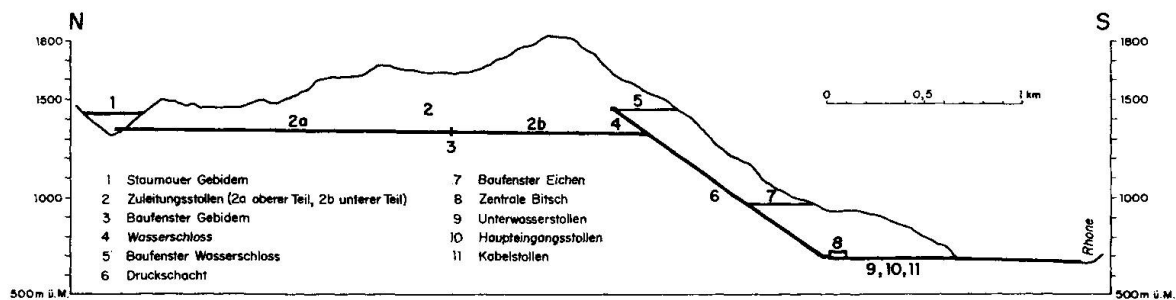 N
S
1800
1500
1000
500 m ü.M.
1800
1500
1000
500 m ü.M.
0 0,5 1 km
1
2
2a
2b
3
4
5
6
7
8
9, 10, 11
Rhone
1 Staumauer Gebidem
2 Zuleitungsstollen (2a oberer Teil, 2b unterer Teil)
3 Baufenster Gebidem
4 Wasserschloss
5 Baufenster Wasserschloss
6 Druckschacht
7 Baufenster Eichen
8 Zentrale Bitsch
9 Unterwasserstollen
10 Haupteingangsstollen
11 Kabelstollen